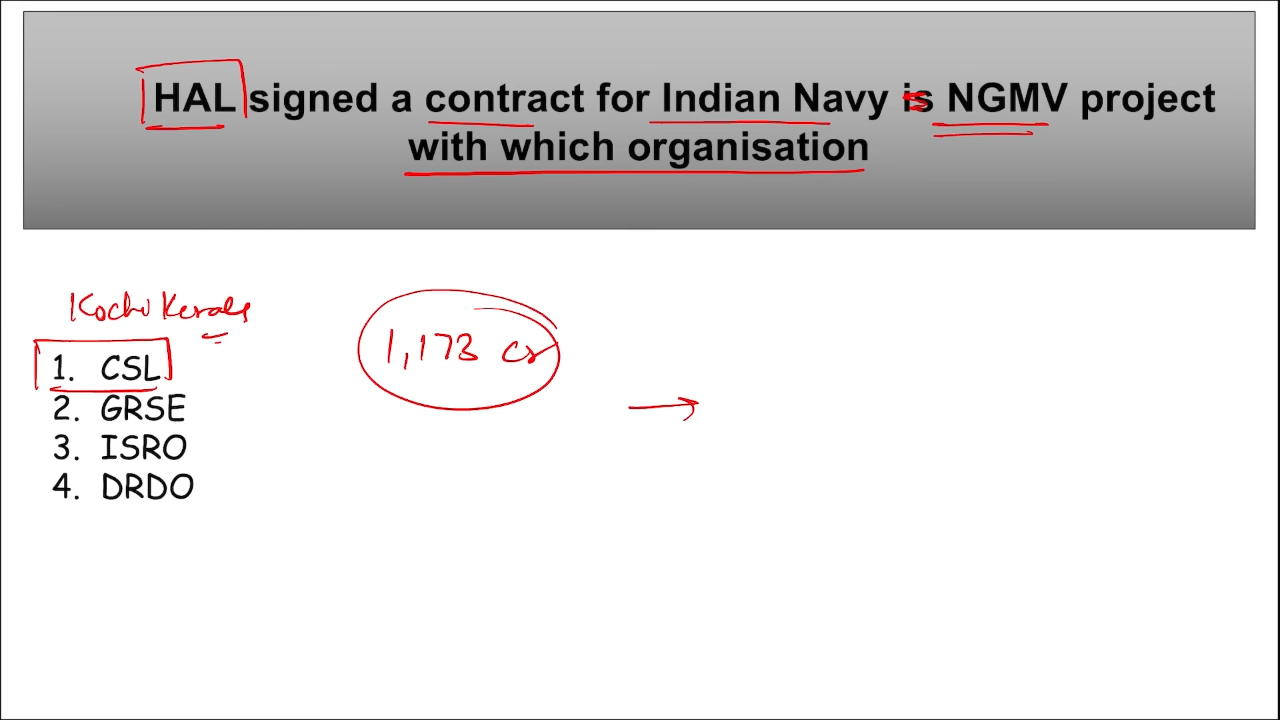 HAL signed a contract for Indian Navy is NGMV project
with which organisation
Kochi Kerala
1,173 cr
1. CSL
2. GRSE
3. ISRO
4. DRDO